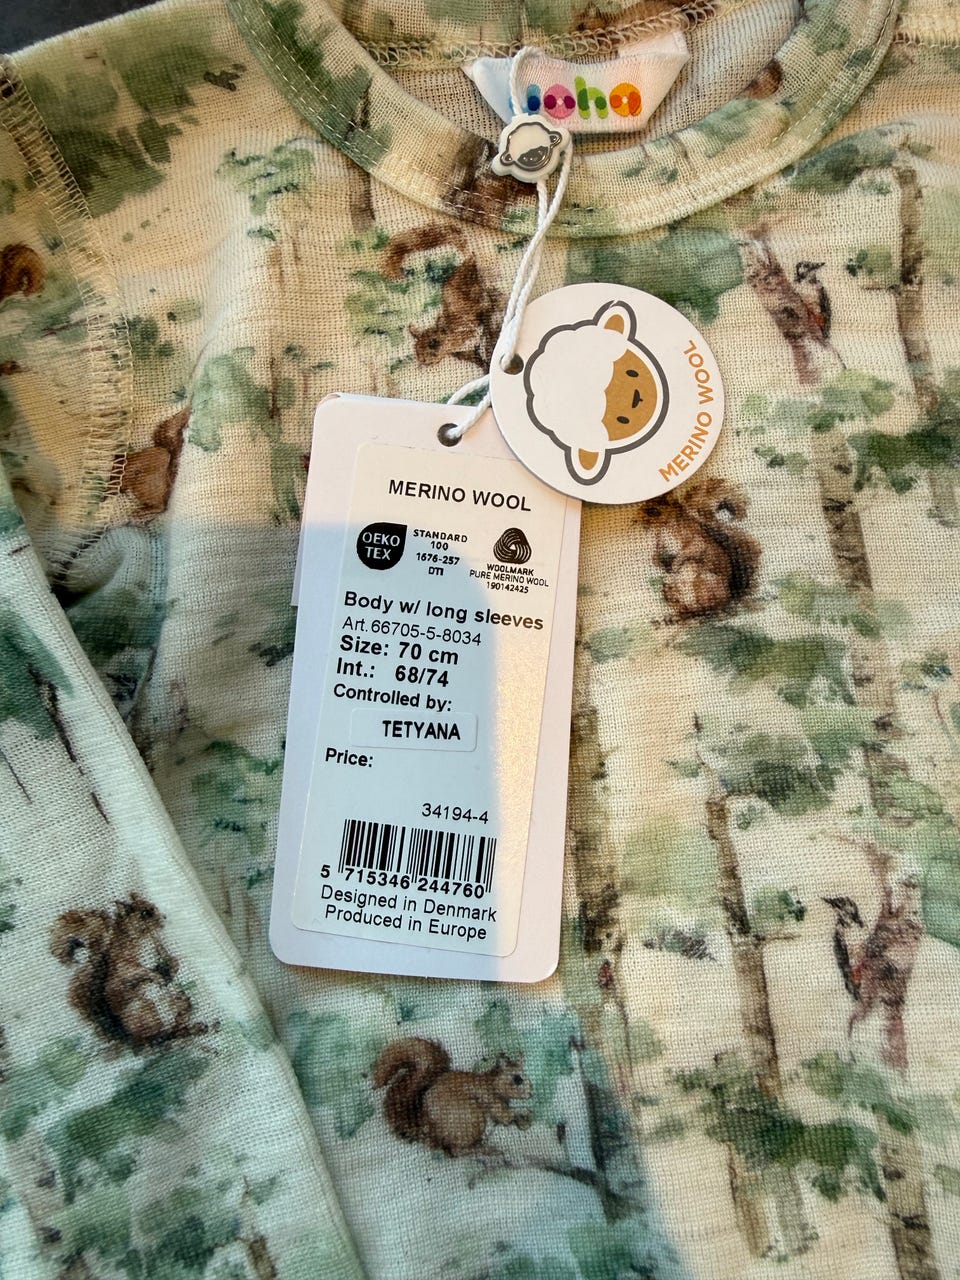 joha
MERINO WOOL
MERINO WOOL
OEKO
TEX
STANDARD
100
1676-257
DTI
WOOLMARK
PURE MERINO WOOL
190142425
Body w/ long sleeves
Art.66705-5-8034
Size: 70 cm
Int.: 68/74
Controlled by:
TETYANA
Price:
34194-4
5 715346 244760
Designed in Denmark
Produced in Europe